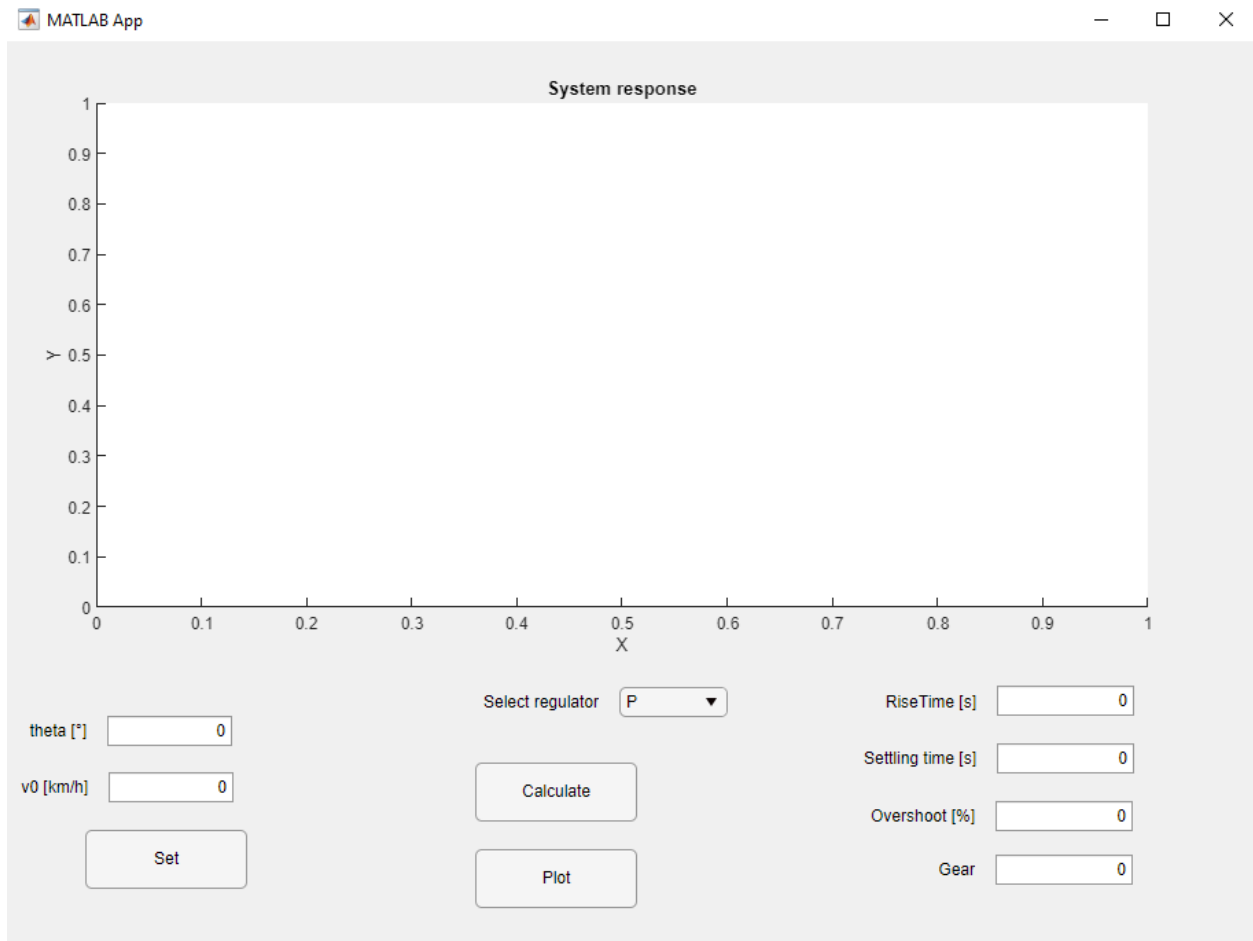 MATLAB App
System response
1
0.9
0.8
0.7
0.6
Y 0.5
0.4
0.3
0.2
0.1
0
0 0.1 0.2 0.3 0.4 0.5 0.6 0.7 0.8 0.9 1
X
Select regulator P
RiseTime [s] 0
theta [°] 0
Settling time [s] 0
v0 [km/h] 0
Calculate
Overshoot [%] 0
Set
Plot
Gear 0